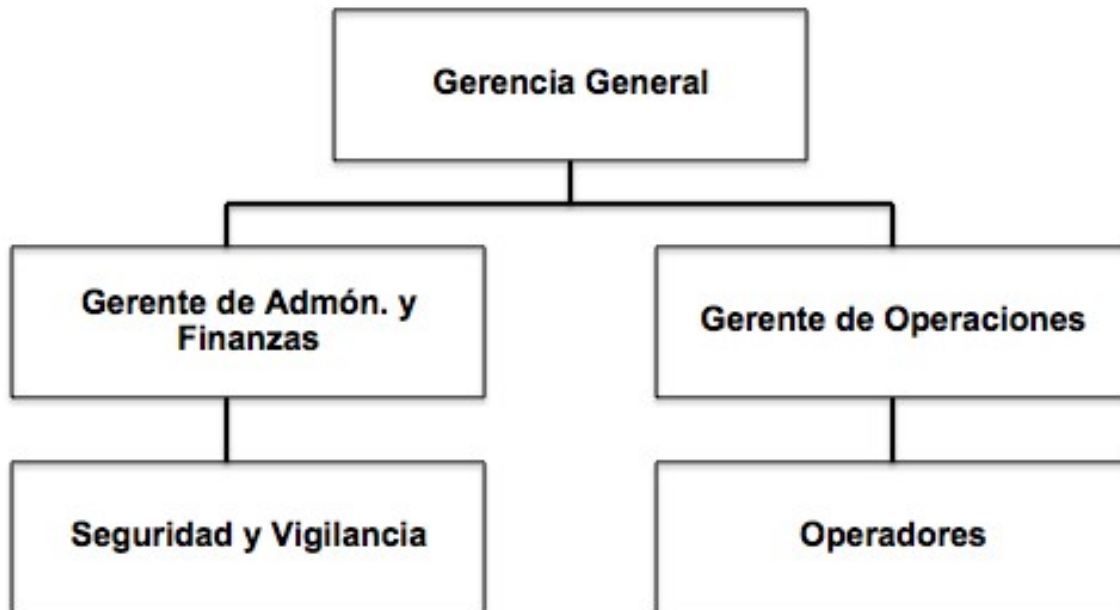 Gerencia General
Gerente de Admón. y
Finanzas
Gerente de Operaciones
Seguridad y Vigilancia
Operadores